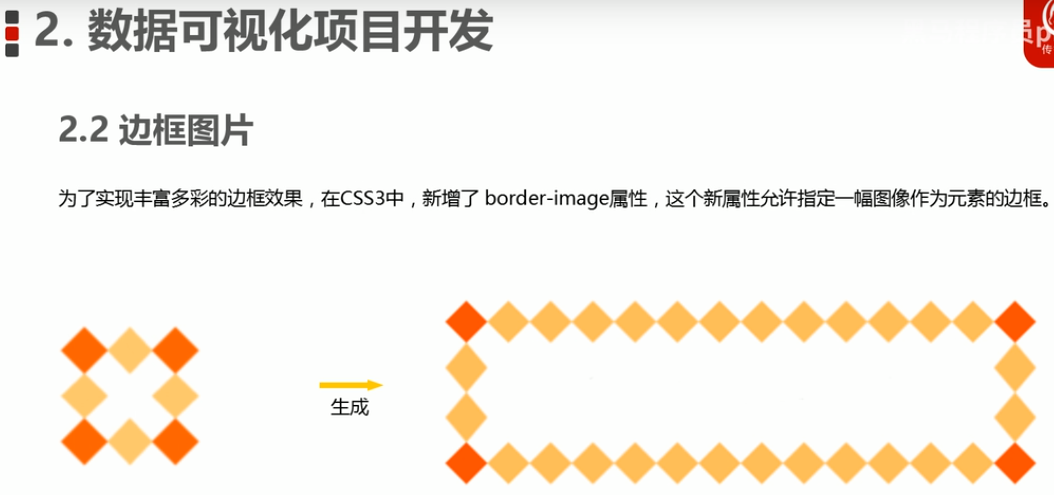 2. 数据可视化项目开发
2.2 边框图片
为了实现丰富多彩的边框效果，在CSS3中，新增了 border-image属性，这个新属性允许指定一幅图像作为元素的边框。
生成